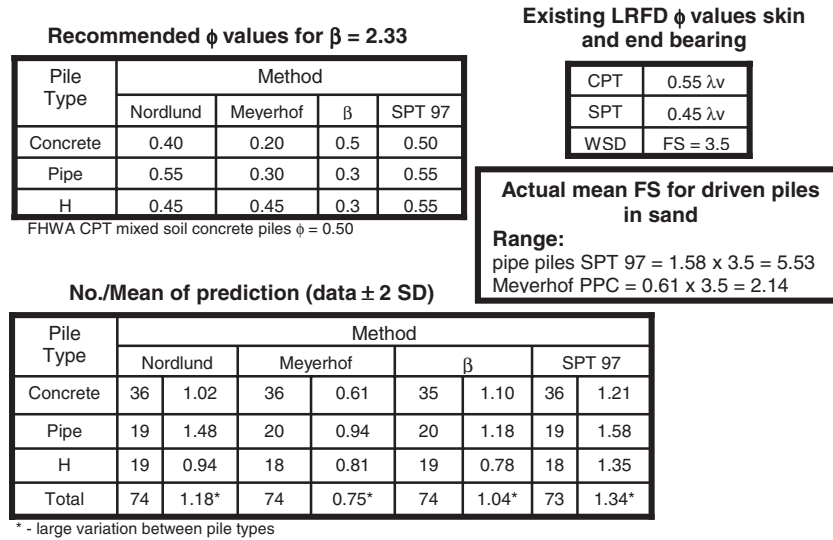 Recommended ϕ values for β = 2.33
Pile Type Method
Nordlund Meyerhof β SPT 97
Concrete 0.40 0.20 0.5 0.50
Pipe 0.55 0.30 0.3 0.55
H 0.45 0.45 0.3 0.55
FHWA CPT mixed soil concrete piles ϕ = 0.50
Existing LRFD ϕ values skin
and end bearing
CPT 0.55 λv
SPT 0.45 λv
WSD FS = 3.5
Actual mean FS for driven piles
in sand
Range:
pipe piles SPT 97 = 1.58 x 3.5 = 5.53
Meyerhof PPC = 0.61 x 3.5 = 2.14
No./Mean of prediction (data ± 2 SD)
Pile Type Method
Nordlund Meyerhof β SPT 97
Concrete 36 1.02 36 0.61 35 1.10 36 1.21
Pipe 19 1.48 20 0.94 20 1.18 19 1.58
H 19 0.94 18 0.81 19 0.78 18 1.35
Total 74 1.18* 74 0.75* 74 1.04* 73 1.34*
* - large variation between pile types